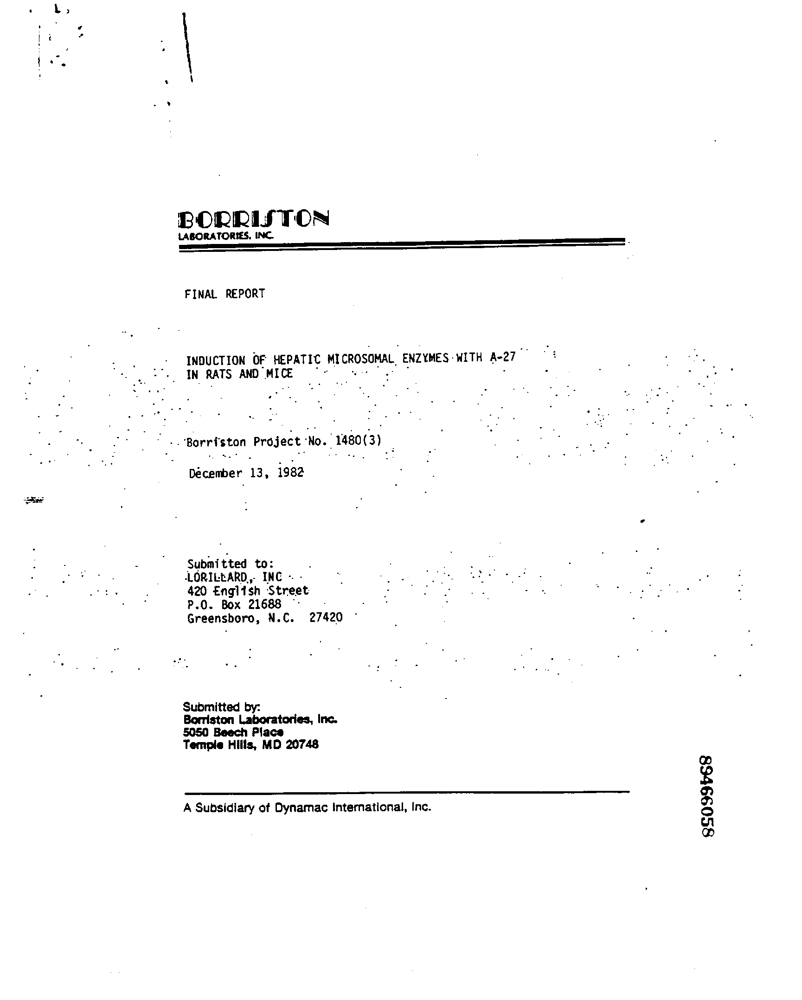 BORRISTON
LABORATORIES, INC.
FINAL REPORT
INDUCTION OF HEPATIC MICROSOMAL ENZYMES WITH A-27
IN RATS AND MICE
Borriston Project No. 1480(3)
December 13, 1982
Submitted to:
LORILLARD, INC
420 English Street
P.O. Box 21688
Greensboro, N.C. 27420
Submitted by:
Borriston Laboratories, Inc.
5050 Beech Place
Temple Hills, MD 20748
A Subsidiary of Dynamac International, Inc.
89466058